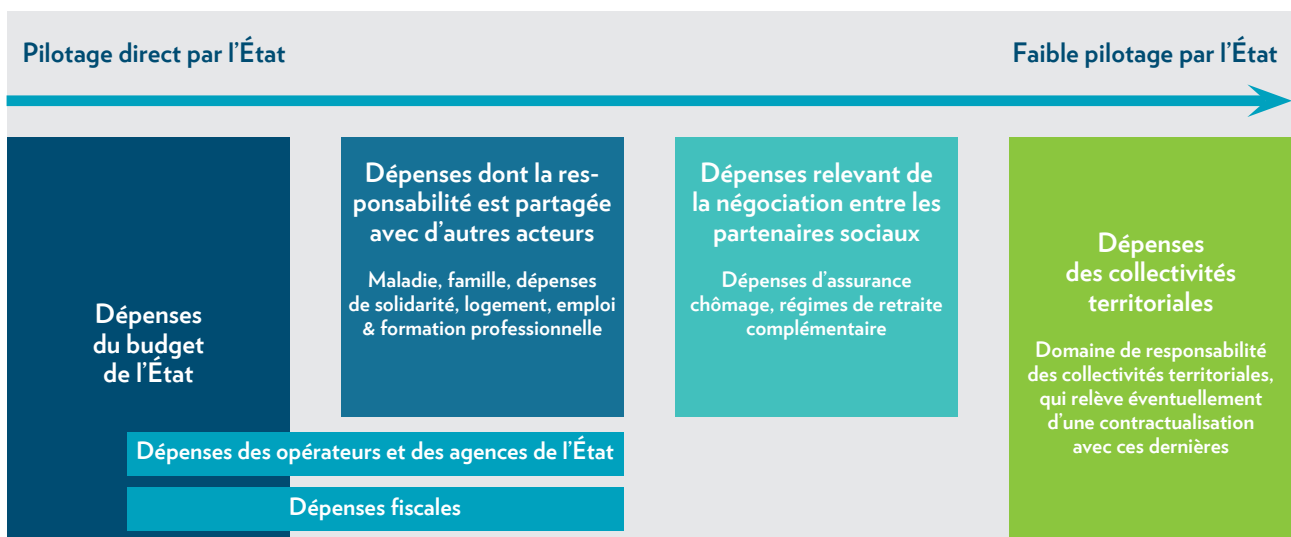 Pilotage direct par l'État
Faible pilotage par l'État
Dépenses
du budget
de l'État
Dépenses dont la res-
ponsabilité est partagée
avec d'autres acteurs
Maladie, famille, dépenses
de solidarité, logement, emploi
& formation professionnelle
Dépenses relevant de
la négociation entre les
partenaires sociaux
Dépenses d'assurance
chômage, régimes de retraite
complémentaire
Dépenses
des collectivités
territoriales
Domaine de responsabilité
des collectivités territoriales,
qui relève éventuellement
d'une contractualisation
avec ces dernières
Dépenses des opérateurs et des agences de l'État
Dépenses fiscales